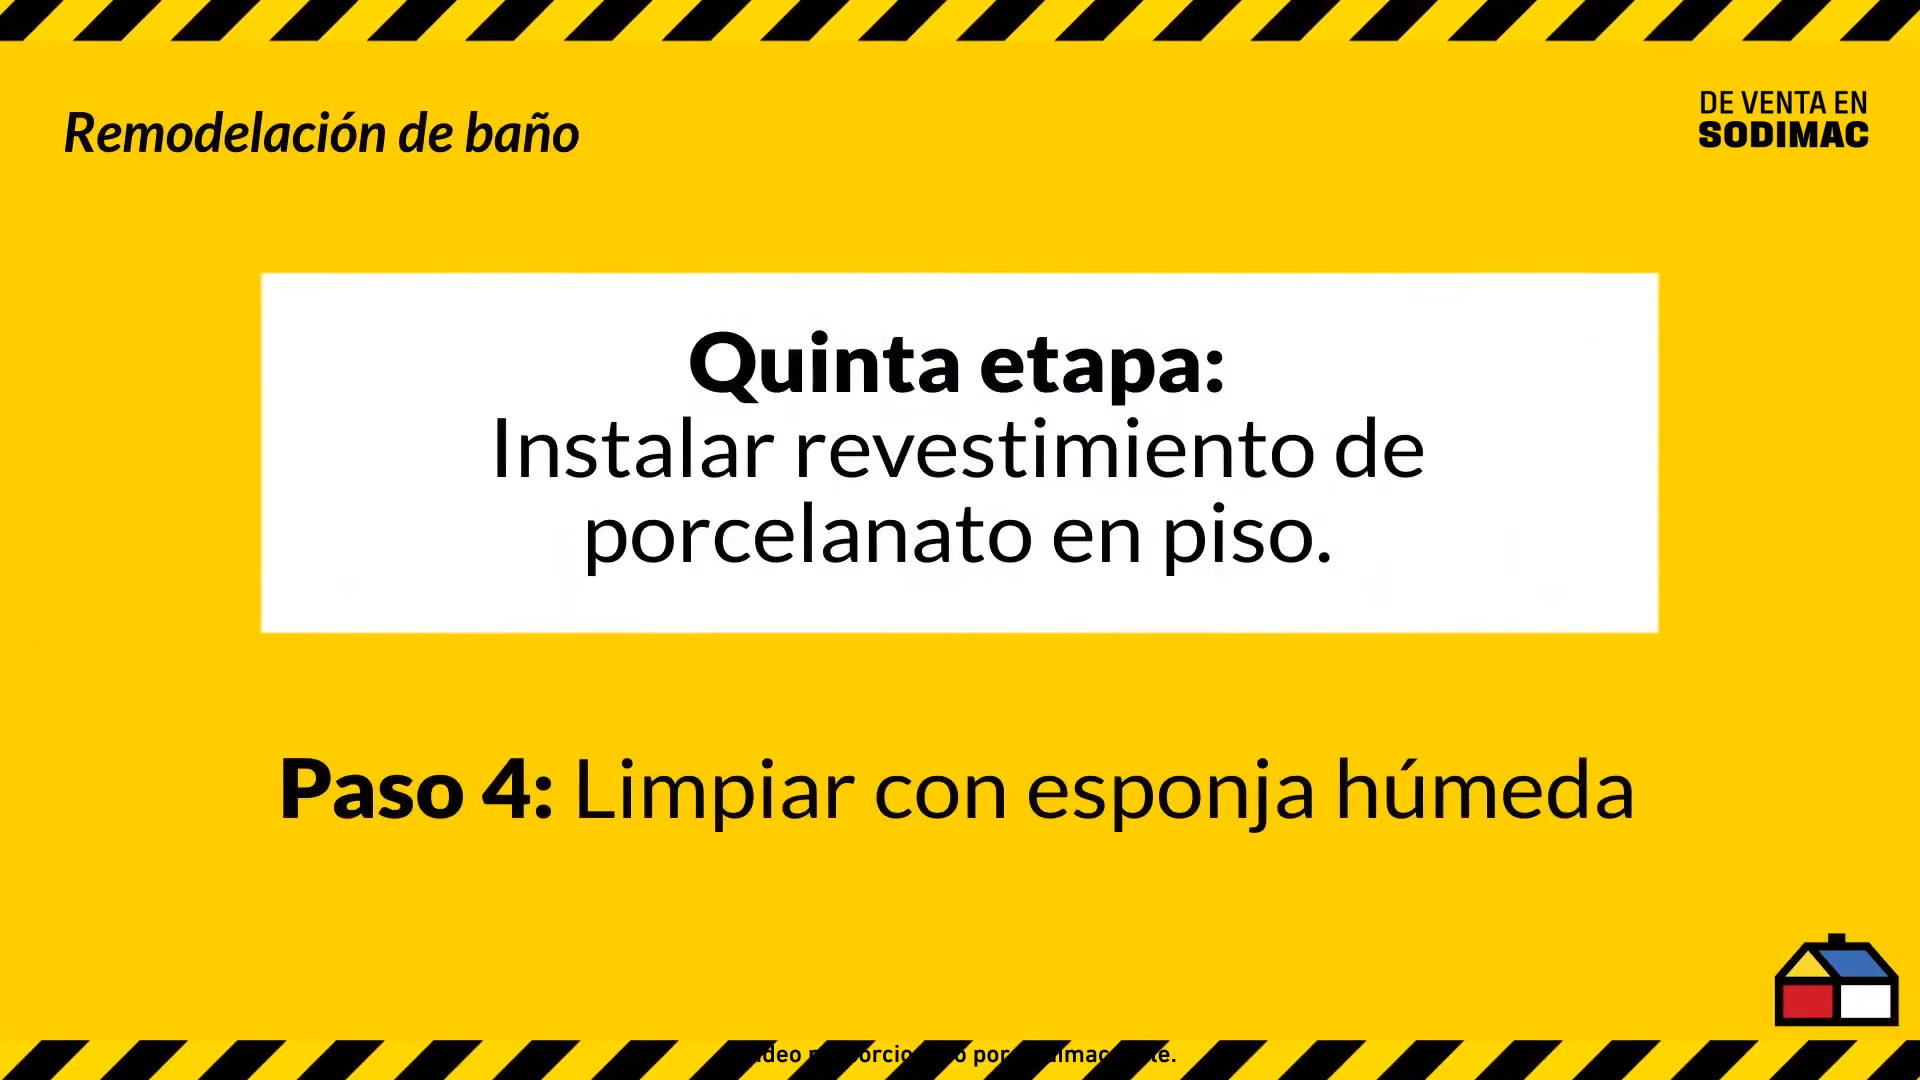 Remodelación de baño
DE VENTA EN
SODIMAC
Quinta etapa:
Instalar revestimiento de
porcelanato en piso.
Paso 4: Limpiar con esponja húmeda
por